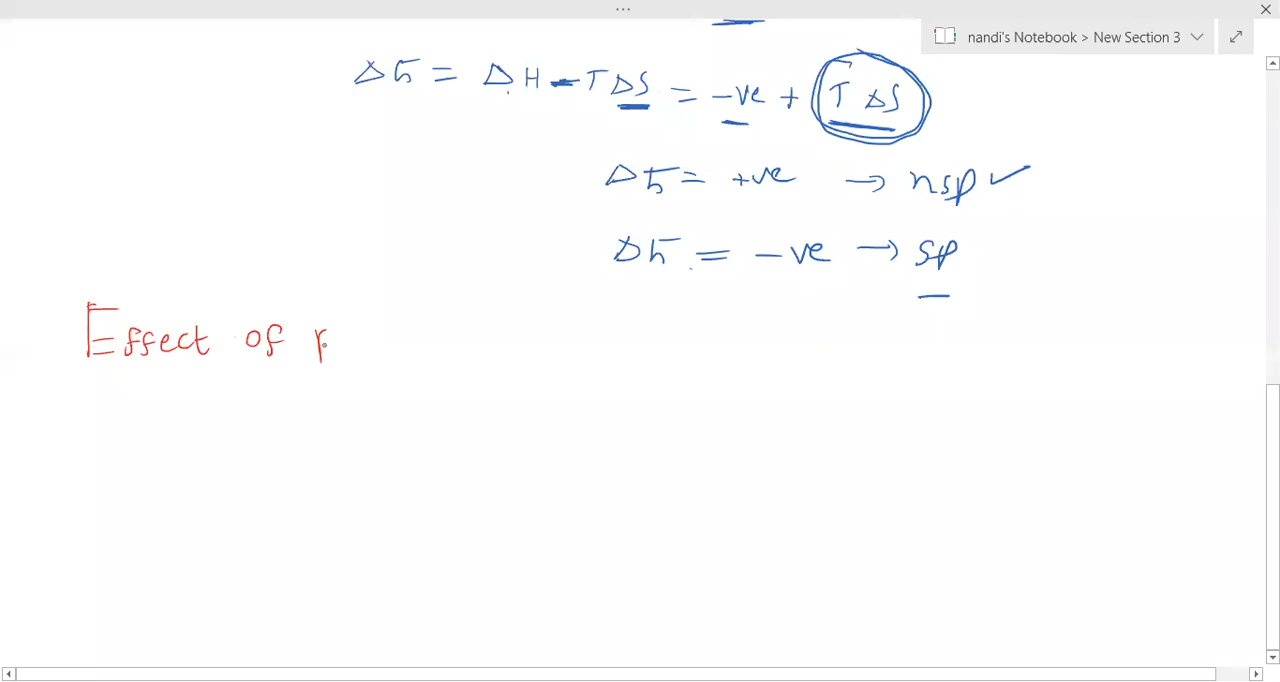 ...
nandi's Notebook > New Section 3
ΔG = ΔH - TΔS = -ve + TΔS
ΔG = +ve → nsp ✓
ΔG = -ve → sp
Effect of p